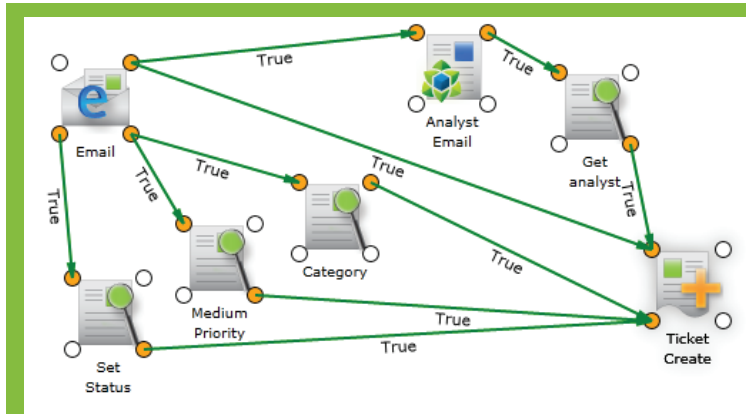 True
True
Analyst
Email
Email
True
True
True
True
Get
analyst
True
True
Category
True
Medium
Priority
True
True
Set
Status
Ticket
Create